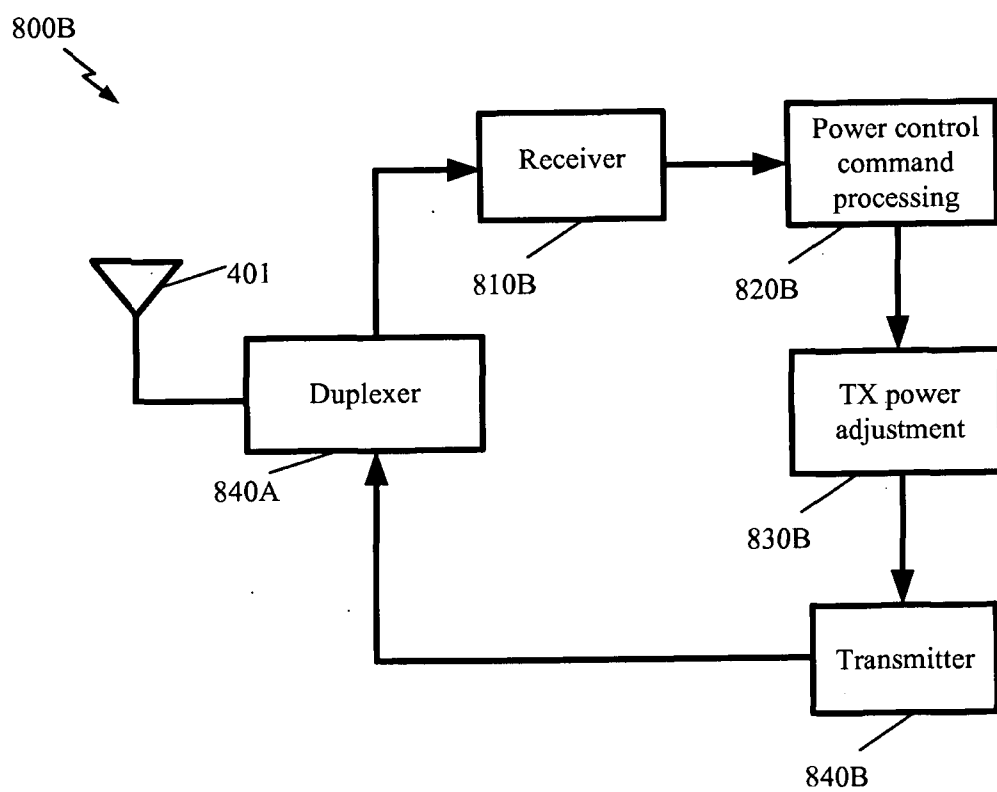 800B
Receiver
810B
Power control
command
processing
820B
401
Duplexer
840A
TX power
adjustment
830B
Transmitter
840B